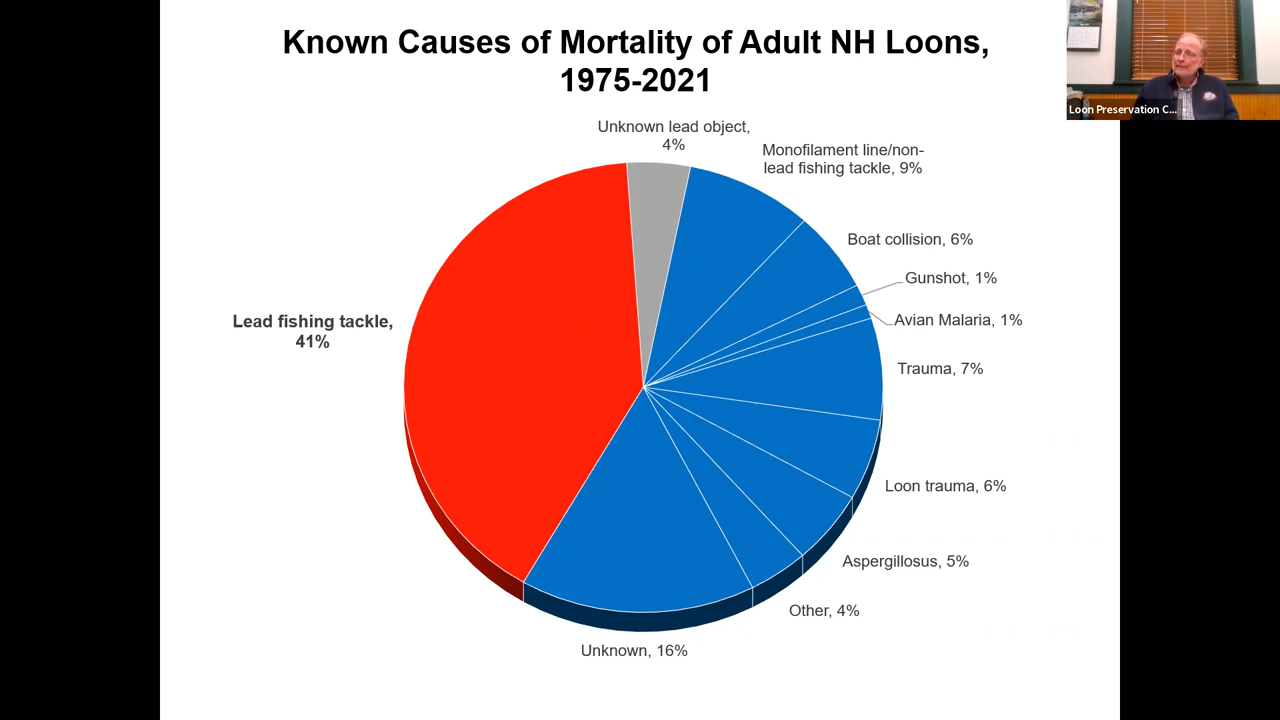 Known Causes of Mortality of Adult NH Loons,
1975-2021
Loon Preservation C...
Unknown lead object,
4%
Monofilament line/non-
lead fishing tackle, 9%
Boat collision, 6%
Gunshot, 1%
Avian Malaria, 1%
Lead fishing tackle,
41%
Trauma, 7%
Loon trauma, 6%
Aspergillosus, 5%
Other, 4%
Unknown, 16%